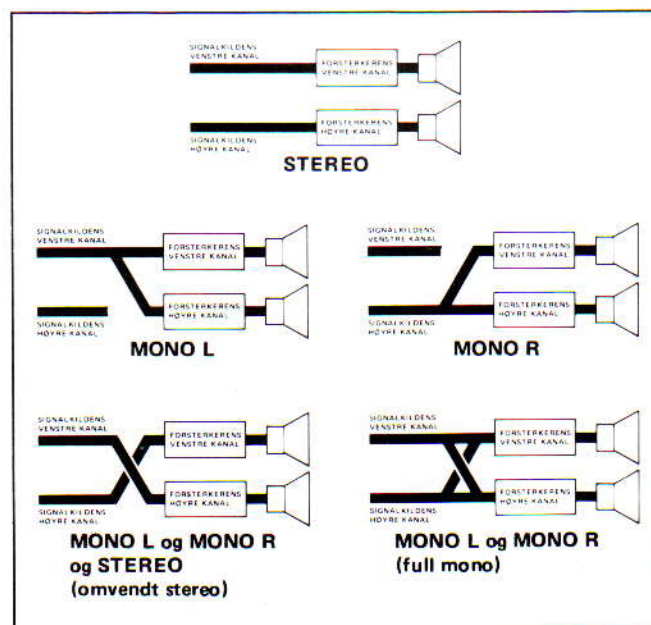 SIGNALKILDENS
VENSTRE KANAL
FORSTERKERENS
VENSTRE KANAL
FORSTERKERENS
HØYRE KANAL
SIGNALKILDENS
HØYRE KANAL
STEREO
SIGNALKILDENS
VENSTRE KANAL
FORSTERKERENS
VENSTRE KANAL
FORSTERKERENS
HØYRE KANAL
SIGNALKILDENS
HØYRE KANAL
MONO L
SIGNALKILDENS
VENSTRE KANAL
FORSTERKERENS
VENSTRE KANAL
FORSTERKERENS
HØYRE KANAL
SIGNALKILDENS
HØYRE KANAL
MONO R
SIGNALKILDENS
VENSTRE KANAL
FORSTERKERENS
VENSTRE KANAL
FORSTERKERENS
HØYRE KANAL
SIGNALKILDENS
HØYRE KANAL
MONO L og MONO R
og STEREO
(omvendt stereo)
SIGNALKILDENS
VENSTRE KANAL
FORSTERKERENS
VENSTRE KANAL
FORSTERKERENS
HØYRE KANAL
SIGNALKILDENS
HØYRE KANAL
MONO L og MONO R
(full mono)